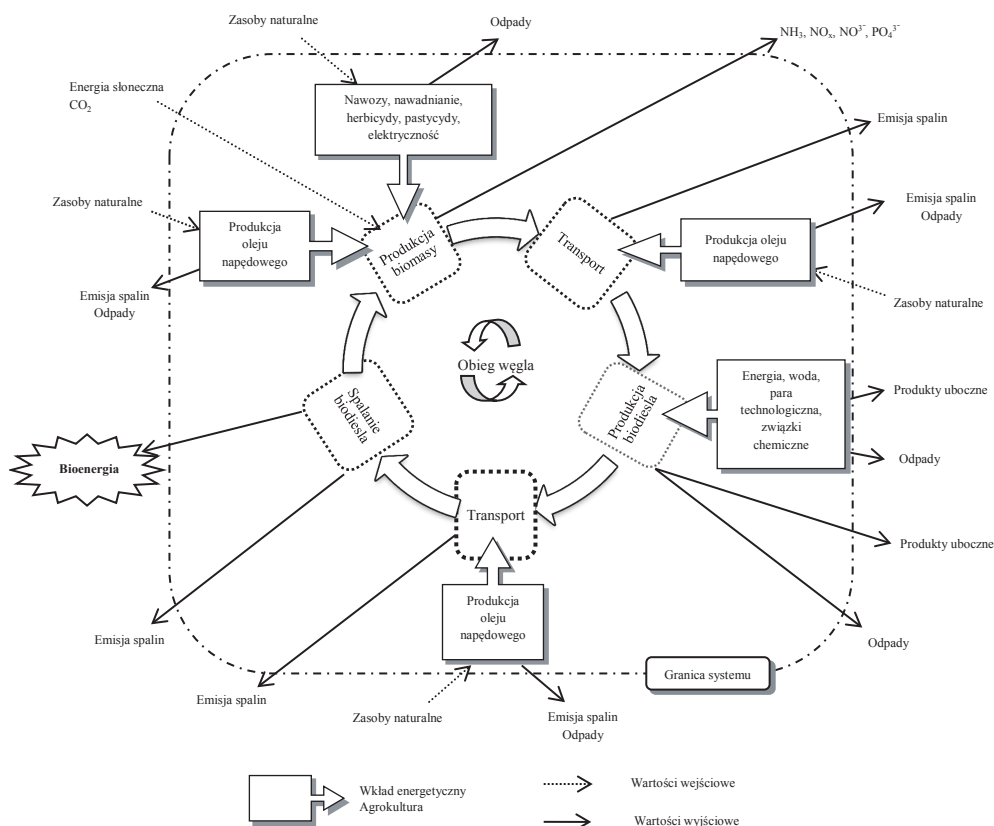 Zasoby naturalne
Odpady
NH₃, NOₓ, NO³⁻, PO₄³⁻
Energia słoneczna
CO₂
Nawozy, nawadnianie,
herbicydy, pastycydy,
elektryczność
Emisja spalin
Zasoby naturalne
Produkcja
oleju
napędowego
Produkcja
biomasy
Transport
Produkcja oleju
napędowego
Emisja spalin
Odpady
Emisja spalin
Odpady
Zasoby naturalne
Obieg węgla
Spalanie
biodiesla
Produkcja
biodiesla
Energia, woda,
para
technologiczna,
związki
chemiczne
Produkty uboczne
Odpady
Bioenergia
Transport
Produkty uboczne
Produkcja
oleju
napędowego
Emisja spalin
Odpady
Granica systemu
Emisja spalin
Zasoby naturalne
Emisja spalin
Odpady
Wkład energetyczny
Agrokultura
Wartości wejściowe
Wartości wyjściowe